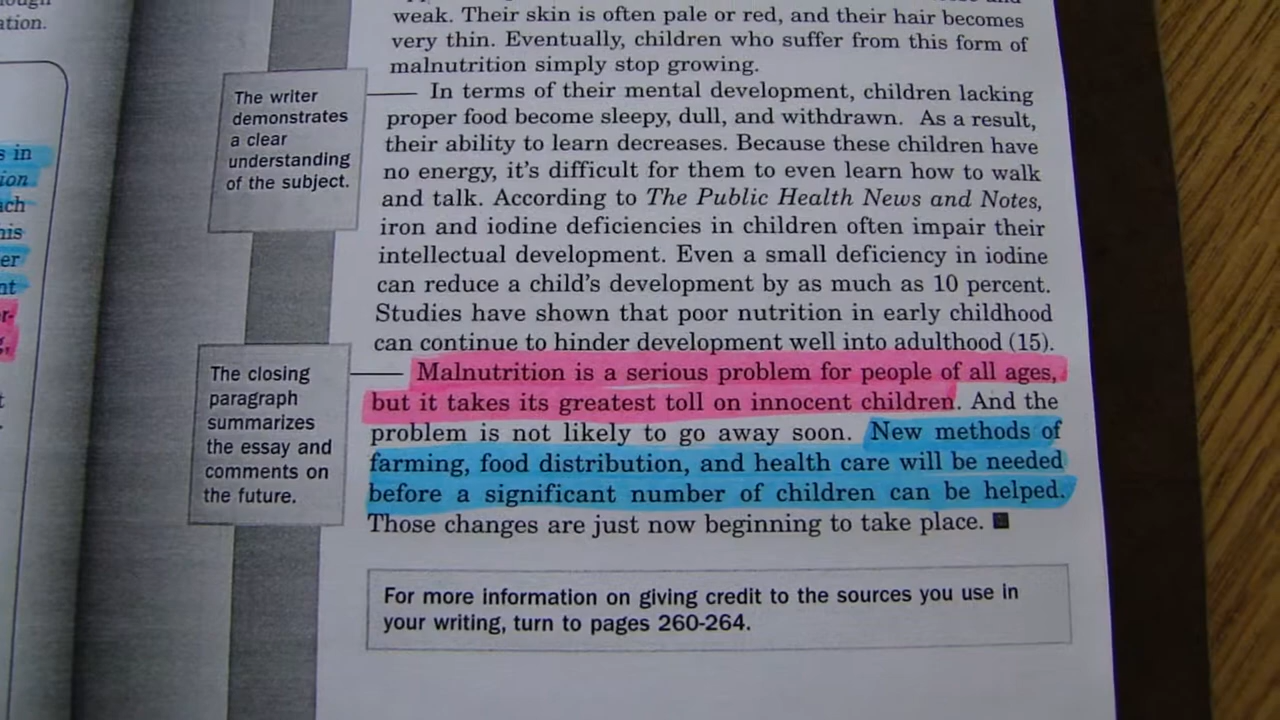 ation.
s in
ion
ach
his
er
nt
r-
g,
t
The writer
demonstrates
a clear
understanding
of the subject.
The closing
paragraph
summarizes
the essay and
comments on
the future.
weak. Their skin is often pale or red, and their hair becomes
very thin. Eventually, children who suffer from this form of
malnutrition simply stop growing.
In terms of their mental development, children lacking
proper food become sleepy, dull, and withdrawn. As a result,
their ability to learn decreases. Because these children have
no energy, it's difficult for them to even learn how to walk
and talk. According to The Public Health News and Notes,
iron and iodine deficiencies in children often impair their
intellectual development. Even a small deficiency in iodine
can reduce a child's development by as much as 10 percent.
Studies have shown that poor nutrition in early childhood
can continue to hinder development well into adulthood (15).
Malnutrition is a serious problem for people of all ages,
but it takes its greatest toll on innocent children. And the
problem is not likely to go away soon. New methods of
farming, food distribution, and health care will be needed
before a significant number of children can be helped.
Those changes are just now beginning to take place.
For more information on giving credit to the sources you use in
your writing, turn to pages 260-264.